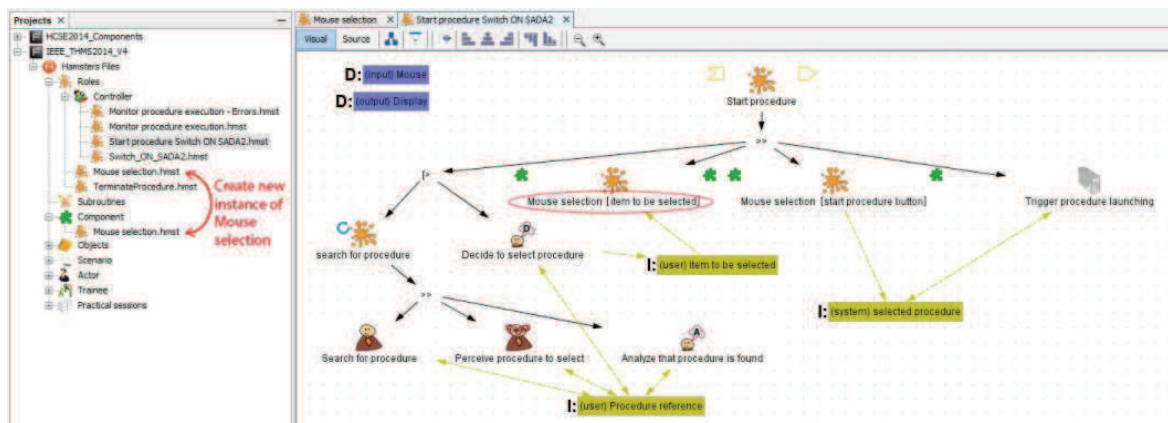 Projects ×
HCSE2014_Components
IEEE_THMS2014_V4
Hamsters Files
Roles
Controller
Monitor procedure execution - Errors.hmst
Monitor procedure execution.hmst
Start procedure Switch ON SADA2.hmst
Switch_ON_SADA2.hmst
Mouse selection.hmst
TerminateProcedure.hmst
Subroutines
Component
Mouse selection.hmst
Objects
Scenario
Actor
Trainee
Practical sessions
Create new
instance of
Mouse
selection
Mouse selection × Start procedure Switch ON SADA2 ×
Visual Source
D: (input) Mouse
D: (output) Display
Start procedure
>>
[>
Mouse selection [item to be selected] Mouse selection [start procedure button] Trigger procedure launching
search for procedure D Decide to select procedure
I: (user) item to be selected
>>
I: (system) selected procedure
A
Search for procedure Perceive procedure to select Analyze that procedure is found
I: (user) Procedure reference